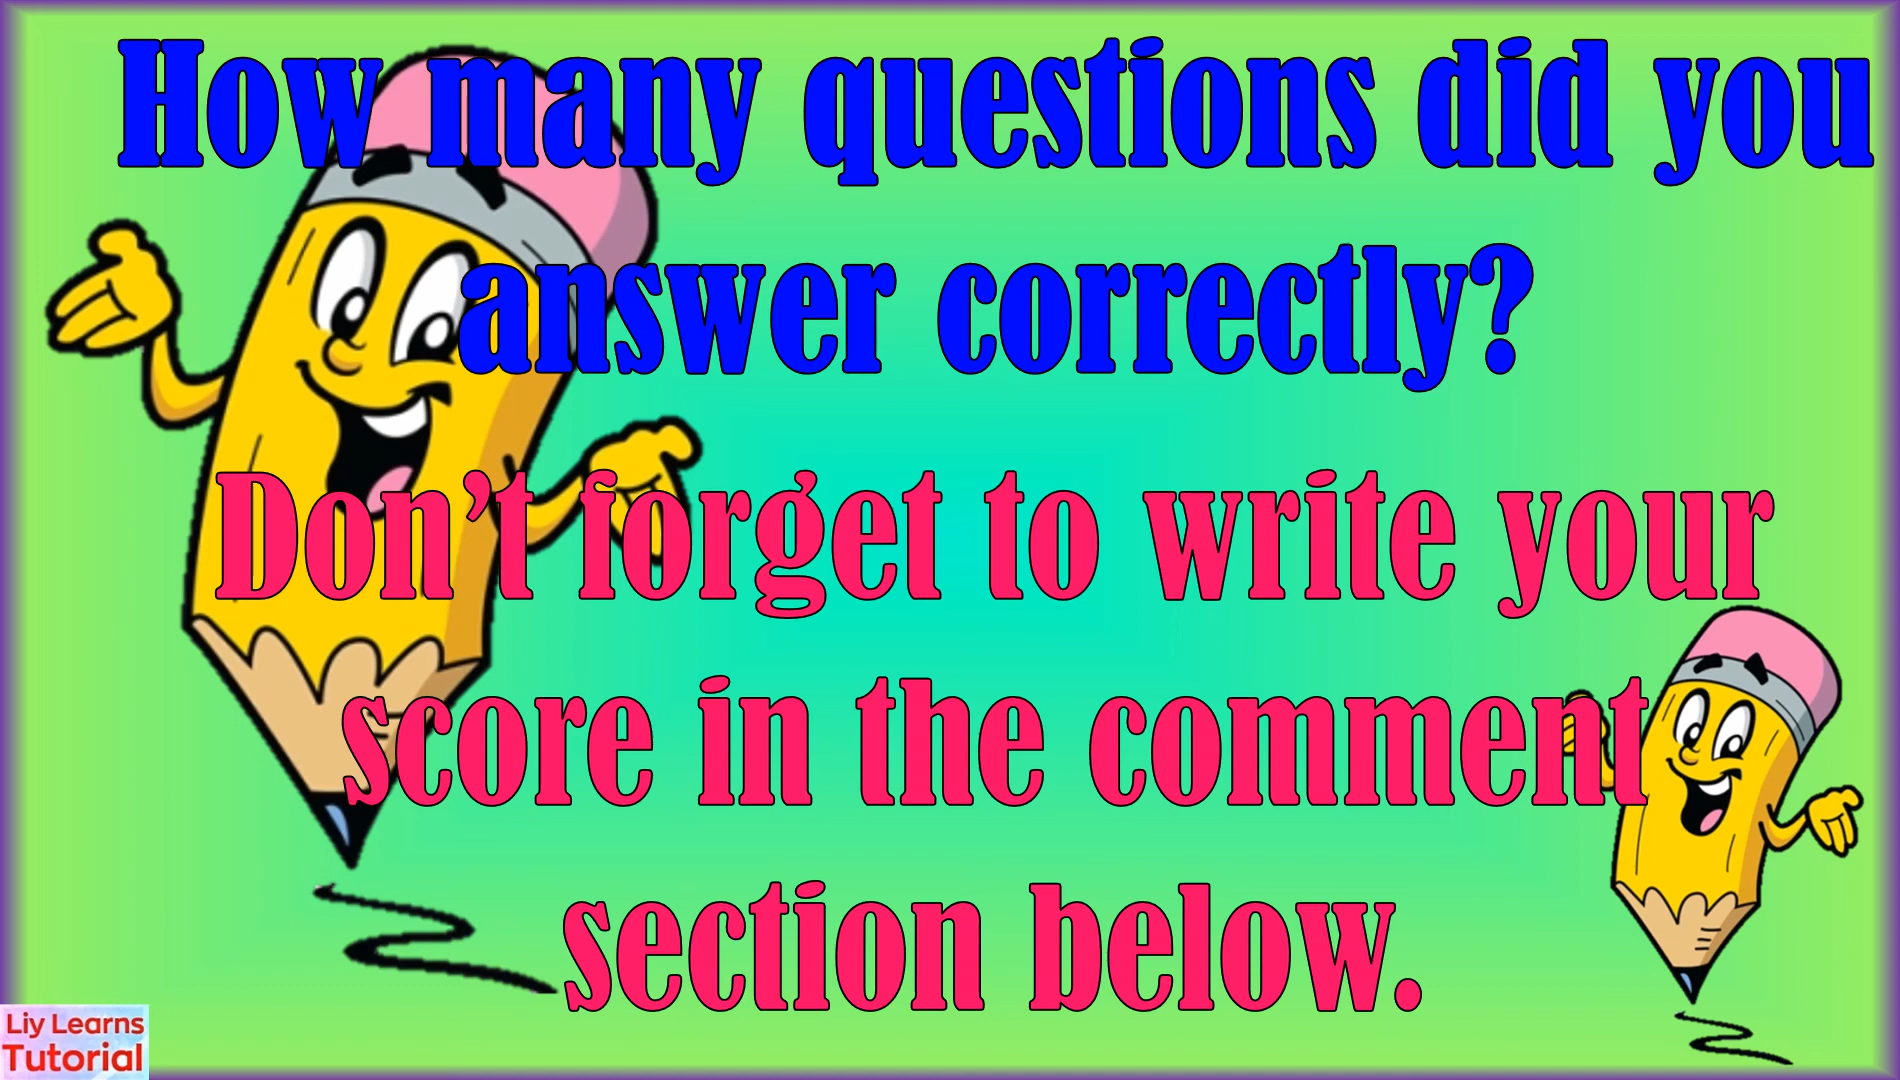 How many questions did you
answer correctly?
Don’t forget to write your
score in the comment
section below.
Liy Learns
Tutorial